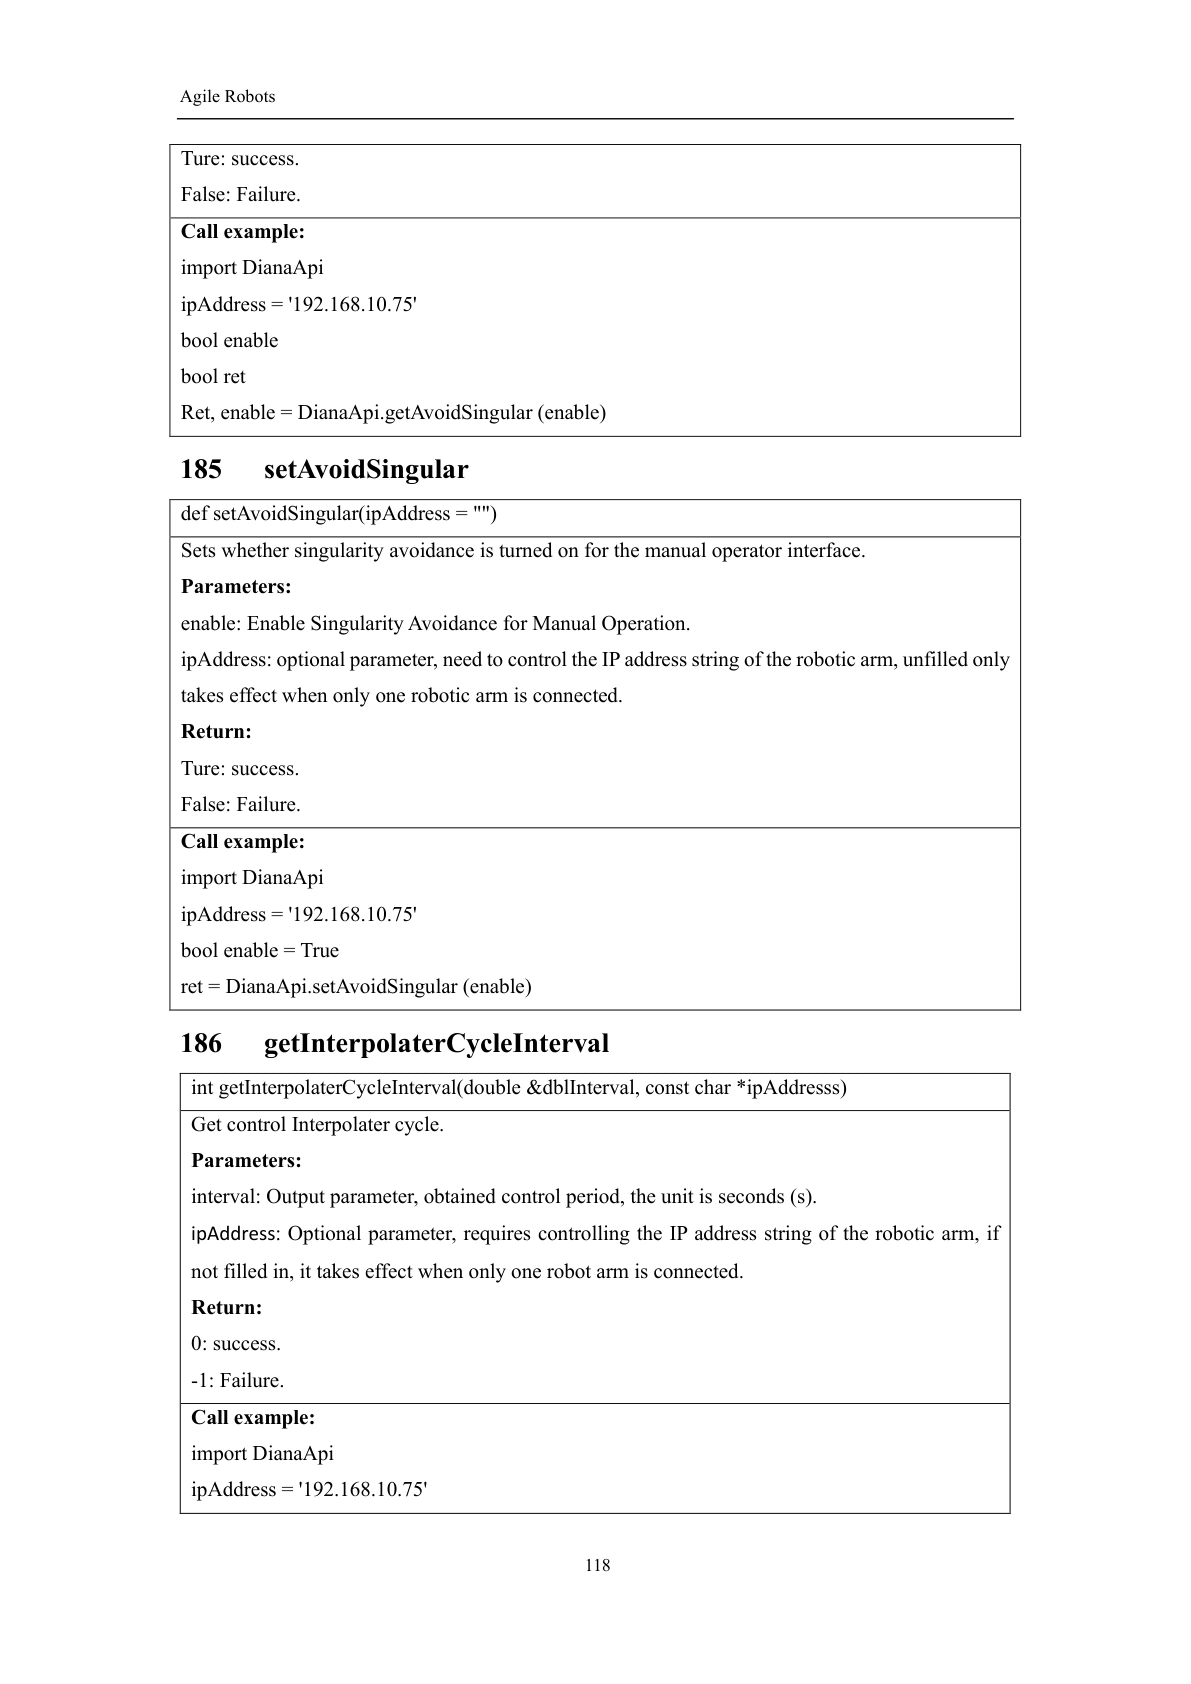 Agile Robots
Ture: success.
False: Failure.
Call example:
import DianaApi
ipAddress = '192.168.10.75'
bool enable
bool ret
Ret, enable = DianaApi.getAvoidSingular (enable)
185 setAvoidSingular
def setAvoidSingular(ipAddress = "")
Sets whether singularity avoidance is turned on for the manual operator interface.
Parameters:
enable: Enable Singularity Avoidance for Manual Operation.
ipAddress: optional parameter, need to control the IP address string of the robotic arm, unfilled only
takes effect when only one robotic arm is connected.
Return:
Ture: success.
False: Failure.
Call example:
import DianaApi
ipAddress = '192.168.10.75'
bool enable = True
ret = DianaApi.setAvoidSingular (enable)
186 getInterpolaterCycleInterval
int getInterpolaterCycleInterval(double &dblInterval, const char *ipAddresss)
Get control Interpolater cycle.
Parameters:
interval: Output parameter, obtained control period, the unit is seconds (s).
ipAddress: Optional parameter, requires controlling the IP address string of the robotic arm, if
not filled in, it takes effect when only one robot arm is connected.
Return:
0: success.
-1: Failure.
Call example:
import DianaApi
ipAddress = '192.168.10.75'
118